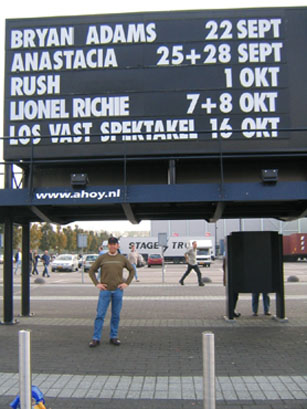 BRYAN ADAMS 22 SEPT
ANASTACIA 25+28 SEPT
RUSH 1 OKT
LIONEL RICHIE 7+8 OKT
LOS VAST SPEKTAKEL 16 OKT
www.ahoy.nl
STAGE TRUCK